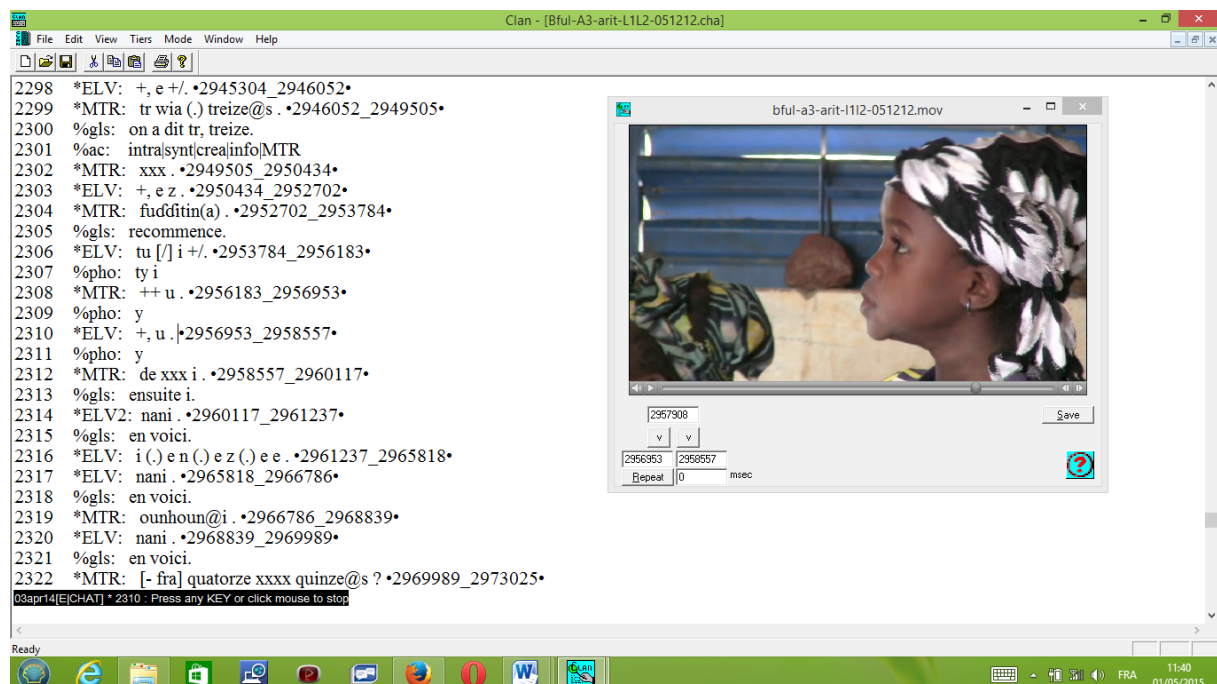 Clan - [Bful-A3-arit-L1L2-051212.cha]
File Edit View Tiers Mode Window Help
2298 *ELV: +, e +/. •2945304_2946052•
2299 *MTR: tr wia (.) treize@s . •2946052_2949505•
2300 %gls: on a dit tr, treize.
2301 %ac: intra|synt|crea|info|MTR
2302 *MTR: xxx . •2949505_2950434•
2303 *ELV: +, e z . •2950434_2952702•
2304 *MTR: fuɗɗitin(a) . •2952702_2953784•
2305 %gls: recommence.
2306 *ELV: tu [/] i +/. •2953784_2956183•
2307 %pho: ty i
2308 *MTR: ++ u . •2956183_2956953•
2309 %pho: y
2310 *ELV: +, u . •2956953_2958557•
2311 %pho: y
2312 *MTR: de xxx i . •2958557_2960117•
2313 %gls: ensuite i.
2314 *ELV2: nani . •2960117_2961237•
2315 %gls: en voici.
2316 *ELV: i (.) e n (.) e z (.) e e . •2961237_2965818•
2317 *ELV: nani . •2965818_2966786•
2318 %gls: en voici.
2319 *MTR: ounhoun@i . •2966786_2968839•
2320 *ELV: nani . •2968839_2969989•
2321 %gls: en voici.
2322 *MTR: [- fra] quatorze xxxx quinze@s ? •2969989_2973025•
03apr14[E|CHAT] * 2310 : Press any KEY or click mouse to stop
bful-a3-arit-l1l2-051212.mov
2957908
Save
v v
2956953 2958557
Repeat 0 msec
Ready
FRA
11:40
01/05/2015